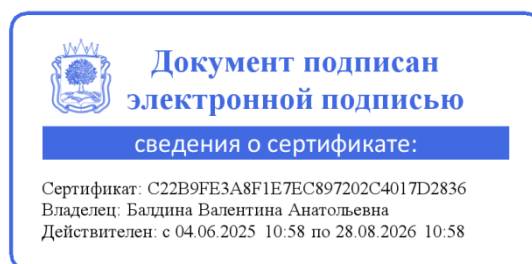 Документ подписан
электронной подписью
сведения о сертификате:
Сертификат: C22B9FE3A8F1E7EC897202C4017D2836
Владелец: Балдина Валентина Анатольевна
Действителен: с 04.06.2025 10:58 по 28.08.2026 10:58